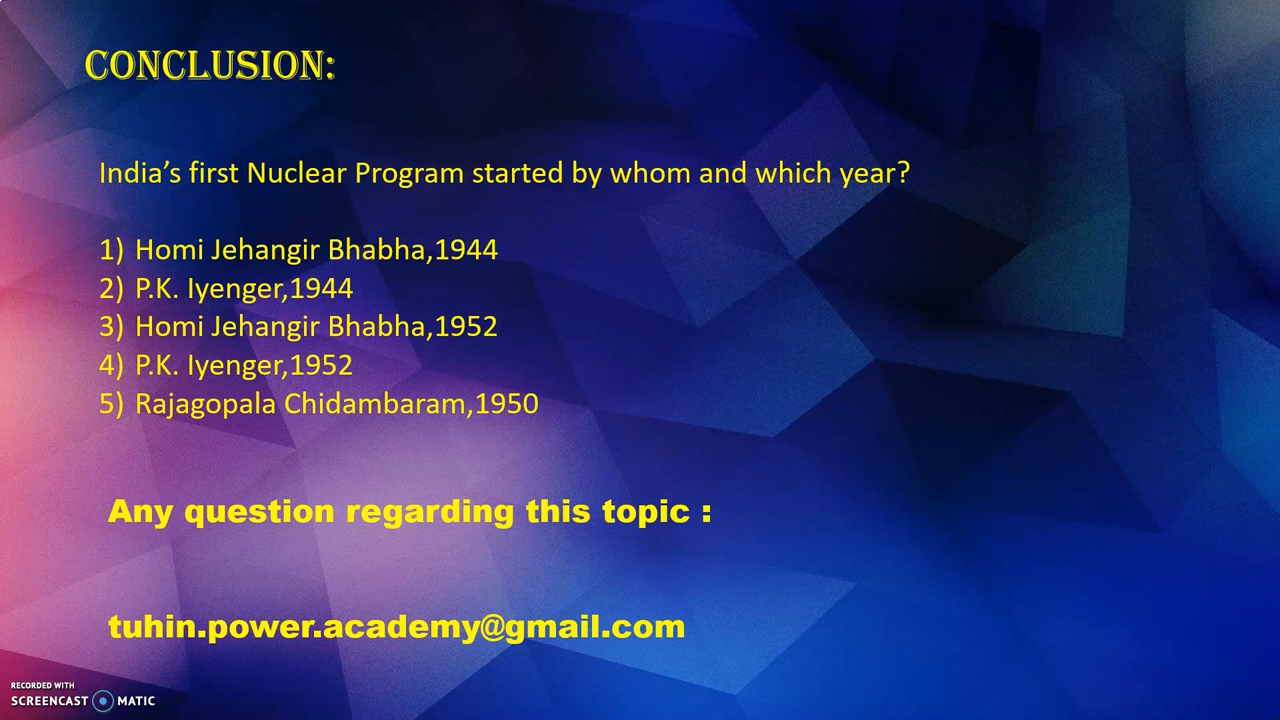 CONCLUSION:
India’s first Nuclear Program started by whom and which year?
1) Homi Jehangir Bhabha,1944
2) P.K. Iyenger,1944
3) Homi Jehangir Bhabha,1952
4) P.K. Iyenger,1952
5) Rajagopala Chidambaram,1950
Any question regarding this topic :
tuhin.power.academy@gmail.com
RECORDED WITH
SCREENCAST MATIC